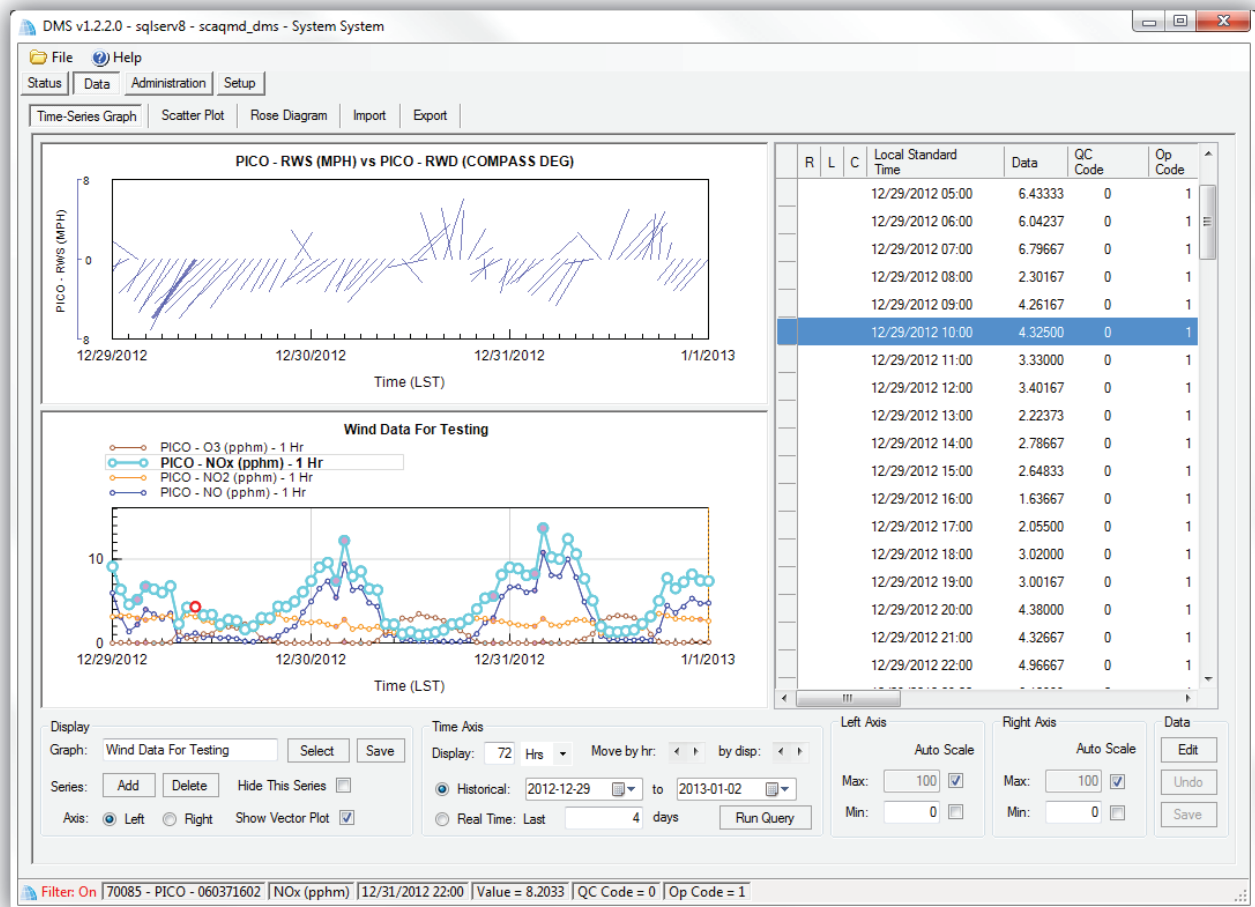 DMS v1.2.2.0 - sqlserv8 - scaqmd_dms - System System
File Help
Status Data Administration Setup
Time-Series Graph Scatter Plot Rose Diagram Import Export
PICO - RWS (MPH) vs PICO - RWD (COMPASS DEG)
PICO - RWS (MPH)
8
0
8
12/29/2012 12/30/2012 12/31/2012 1/1/2013
Time (LST)
Wind Data For Testing
PICO - O3 (pphm) - 1 Hr
PICO - NOx (pphm) - 1 Hr
PICO - NO2 (pphm) - 1 Hr
PICO - NO (pphm) - 1 Hr
10
0
12/29/2012 12/30/2012 12/31/2012 1/1/2013
Time (LST)
R L C Local Standard Time Data QC Code Op Code
12/29/2012 05:00 6.43333 0 1
12/29/2012 06:00 6.04237 0 1
12/29/2012 07:00 6.79667 0 1
12/29/2012 08:00 2.30167 0 1
12/29/2012 09:00 4.26167 0 1
12/29/2012 10:00 4.32500 0 1
12/29/2012 11:00 3.33000 0 1
12/29/2012 12:00 3.40167 0 1
12/29/2012 13:00 2.22373 0 1
12/29/2012 14:00 2.78667 0 1
12/29/2012 15:00 2.64833 0 1
12/29/2012 16:00 1.63667 0 1
12/29/2012 17:00 2.05500 0 1
12/29/2012 18:00 3.02000 0 1
12/29/2012 19:00 3.00167 0 1
12/29/2012 20:00 4.38000 0 1
12/29/2012 21:00 4.32667 0 1
12/29/2012 22:00 4.96667 0 1
Display
Graph: Wind Data For Testing Select Save
Series: Add Delete Hide This Series
Axis: Left Right Show Vector Plot
Time Axis
Display: 72 Hrs Move by hr: by disp:
Historical: 2012-12-29 to 2013-01-02
Real Time: Last 4 days Run Query
Left Axis
Auto Scale
Max: 100
Min: 0
Right Axis
Auto Scale
Max: 100
Min: 0
Data
Edit
Undo
Save
Filter: On 70085 - PICO - 060371602 NOx (pphm) 12/31/2012 22:00 Value = 8.2033 QC Code = 0 Op Code = 1